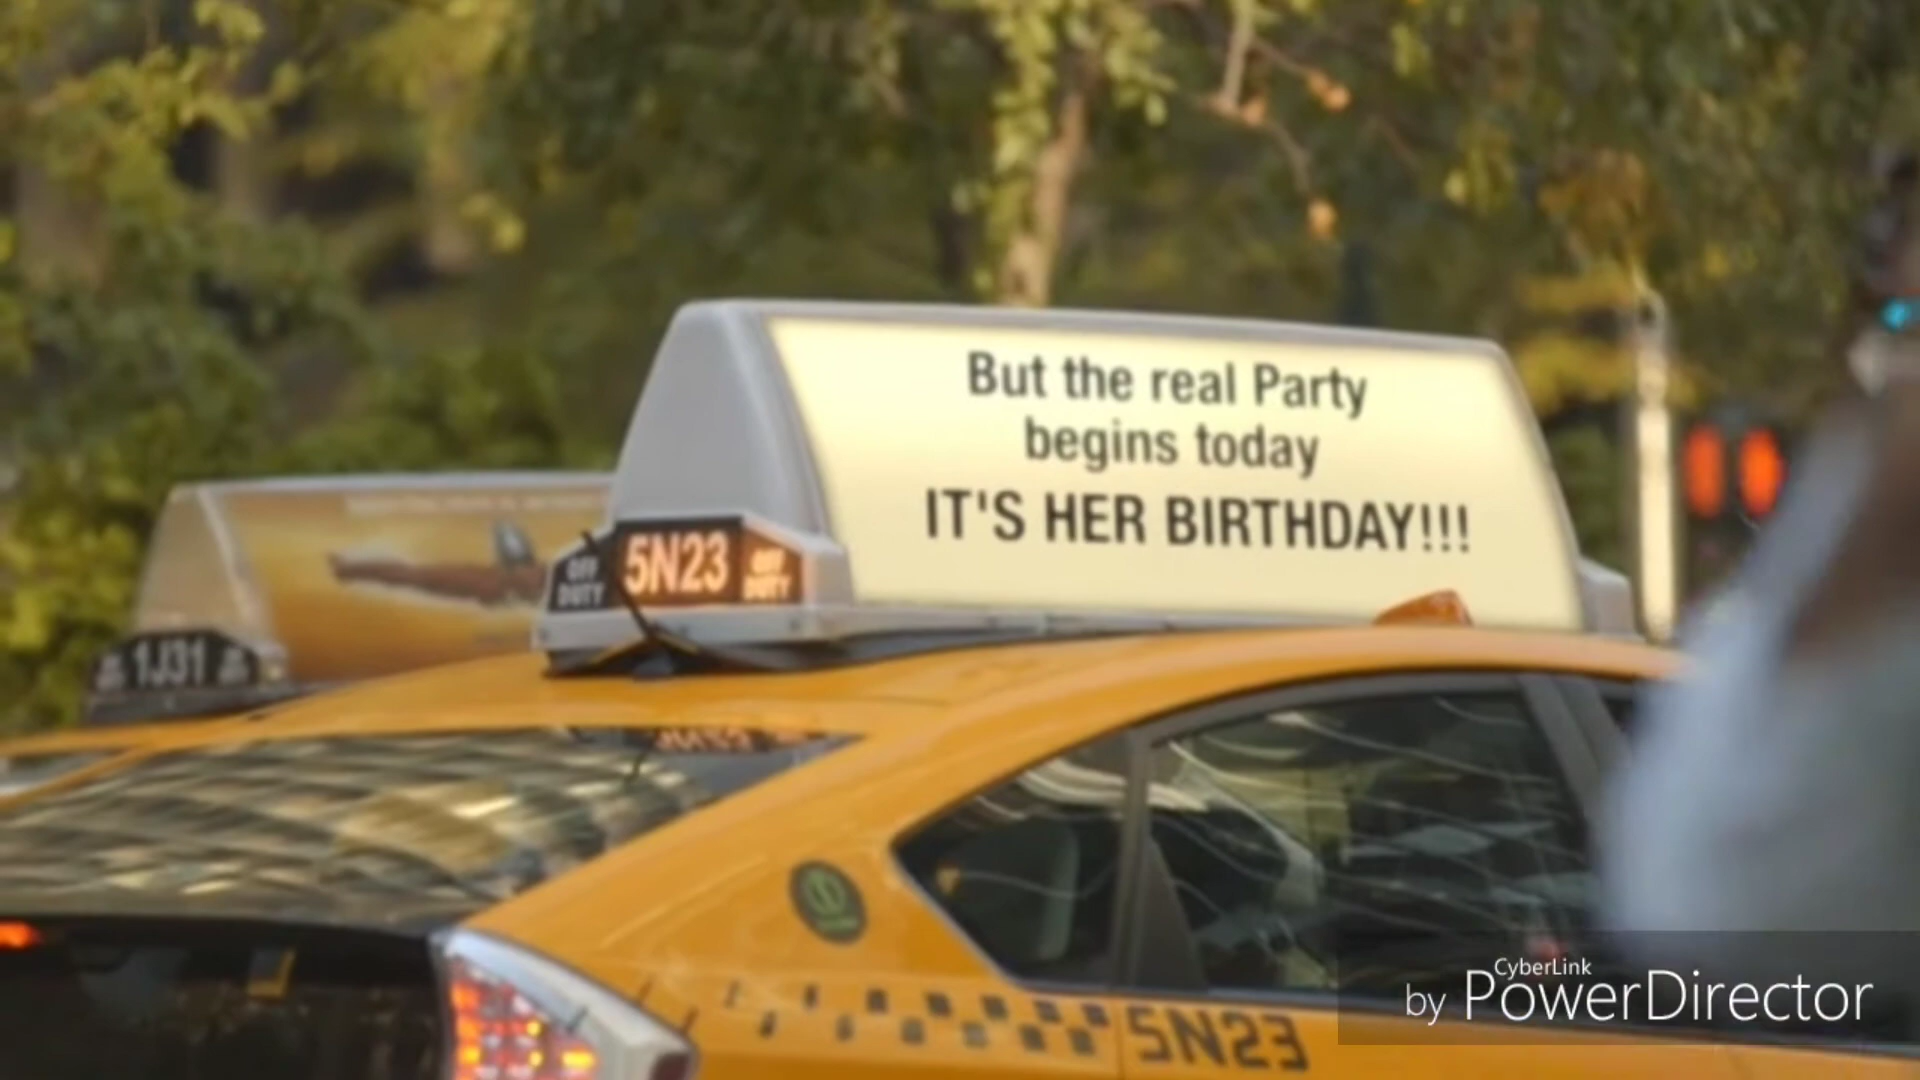 But the real Party
begins today
IT'S HER BIRTHDAY!!!
OFF
DUTY
5N23
OFF
DUTY
1J31
5N23
CyberLink
by PowerDirector